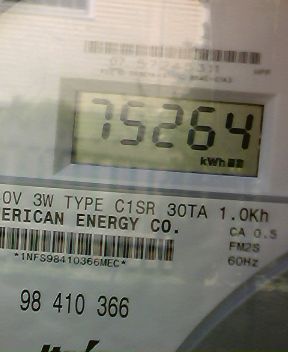 75264
kWh
0V 3W TYPE C1SR 30TA 1.0Kh
ERICAN ENERGY CO.
CA 0.5
FM2S
60Hz
*1NFS98410366MEC*
98 410 366